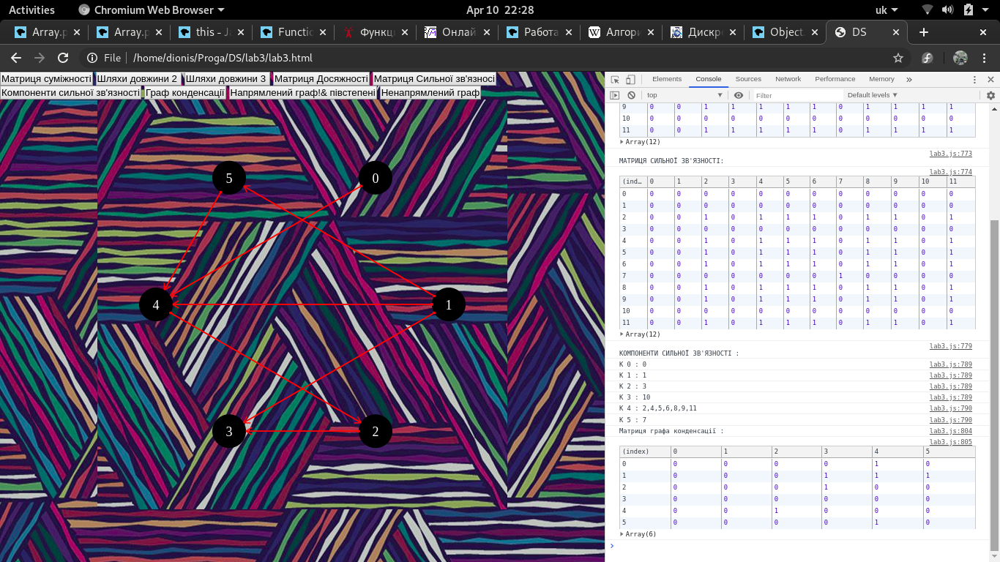 Activities Chromium Web Browser Apr 10 22:28 uk
Array.p Array.p this - Ja Functio Функц Онлай Работа Алгори Дискре Object. DS
File /home/dionis/Proga/DS/lab3/lab3.html
Матриця суміжності Шляхи довжини 2 Шляхи довжини 3 Матриця Досяжності Матриця Сильної зв'язносі
Компоненти сильної зв'язності Граф конденсації Напрямлений граф!& півстепені Ненапрямлений граф
5 0
4 1
3 2
Elements Console Sources Network Performance Memory
top Filter Default levels
9 0 0 1 1 1 1 1 0 1 1 1 1
10 0 0 0 0 0 0 0 0 0 0 0 0
11 0 0 1 1 1 1 1 0 1 1 1 1
Array(12)
lab3.js:773
МАТРИЦЯ СИЛЬНОЇ ЗВ'ЯЗНОСТІ:
lab3.js:774
(ind… 0 1 2 3 4 5 6 7 8 9 10 11
0 0 0 0 0 0 0 0 0 0 0 0 0
1 0 0 0 0 0 0 0 0 0 0 0 0
2 0 0 1 0 1 1 1 0 1 1 0 1
3 0 0 0 0 0 0 0 0 0 0 0 0
4 0 0 1 0 1 1 1 0 1 1 0 1
5 0 0 1 0 1 1 1 0 1 1 0 1
6 0 0 1 0 1 1 1 0 1 1 0 1
7 0 0 0 0 0 0 0 1 0 0 0 0
8 0 0 1 0 1 1 1 0 1 1 0 1
9 0 0 1 0 1 1 1 0 1 1 0 1
10 0 0 0 0 0 0 0 0 0 0 0 0
11 0 0 1 0 1 1 1 0 1 1 0 1
Array(12)
lab3.js:779
КОМПОНЕНТИ СИЛЬНОЇ ЗВ'ЯЗНОСТІ :
K 0 : 0 lab3.js:789
K 1 : 1 lab3.js:789
K 2 : 3 lab3.js:789
K 3 : 10 lab3.js:789
K 4 : 2,4,5,6,8,9,11 lab3.js:790
K 5 : 7 lab3.js:790
Матриця графа конденсації : lab3.js:804
lab3.js:805
(index) 0 1 2 3 4 5
0 0 0 0 0 1 0
1 0 0 0 1 1 1
2 0 0 0 1 0 0
3 0 0 0 0 0 0
4 0 0 1 0 0 0
5 0 0 0 0 1 0
Array(6)